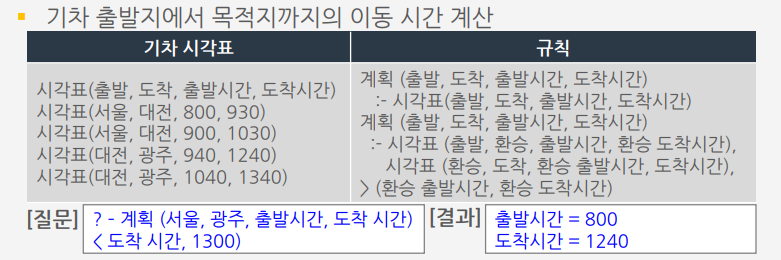 기차 출발지에서 목적지까지의 이동 시간 계산
기차 시각표
시각표(출발, 도착, 출발시간, 도착시간)
시각표(서울, 대전, 800, 930)
시각표(서울, 대전, 900, 1030)
시각표(대전, 광주, 940, 1240)
시각표(대전, 광주, 1040, 1340)
규칙
계획 (출발, 도착, 출발시간, 도착시간)
:- 시각표(출발, 도착, 출발시간, 도착시간)
계획 (출발, 도착, 출발시간, 도착시간)
:- 시각표 (출발, 환승, 출발시간, 환승 도착시간),
시각표 (환승, 도착, 환승 출발시간, 도착시간),
> (환승 출발시간, 환승 도착시간)
[질문]
? - 계획 (서울, 광주, 출발시간, 도착 시간)
< 도착 시간, 1300)
[결과]
출발시간 = 800
도착시간 = 1240